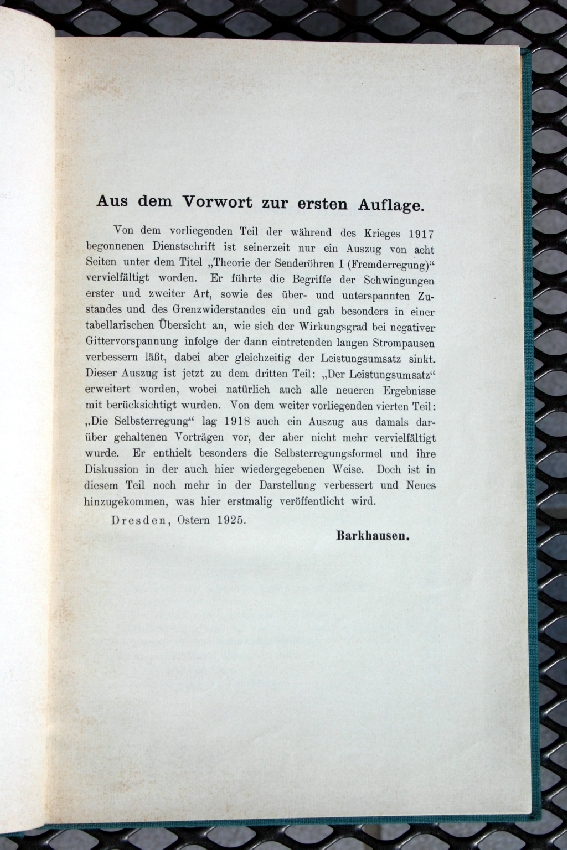 Aus dem Vorwort zur ersten Auflage.
Von dem vorliegenden Teil der während des Krieges 1917
begonnenen Dienstschrift ist seinerzeit nur ein Auszug von acht
Seiten unter dem Titel „Theorie der Senderöhren I (Fremderregung)“
vervielfältigt worden. Er führte die Begriffe der Schwingungen
erster und zweiter Art, sowie des über- und unterspannten Zu-
standes und des Grenzwiderstandes ein und gab besonders in einer
tabellarischen Übersicht an, wie sich der Wirkungsgrad bei negativer
Gittervorspannung infolge der dann eintretenden langen Strompausen
verbessern läßt, dabei aber gleichzeitig der Leistungsumsatz sinkt.
Dieser Auszug ist jetzt zu dem dritten Teil: „Der Leistungsumsatz“
erweitert worden, wobei natürlich auch alle neueren Ergebnisse
mit berücksichtigt wurden. Von dem weiter vorliegenden vierten Teil:
„Die Selbsterregung“ lag 1918 auch ein Auszug aus damals dar-
über gehaltenen Vorträgen vor, der aber nicht mehr vervielfältigt
wurde. Er enthielt besonders die Selbsterregungsformel und ihre
Diskussion in der auch hier wiedergegebenen Weise. Doch ist in
diesem Teil noch mehr in der Darstellung verbessert und Neues
hinzugekommen, was hier erstmalig veröffentlicht wird.
Dresden, Ostern 1925.
Barkhausen.